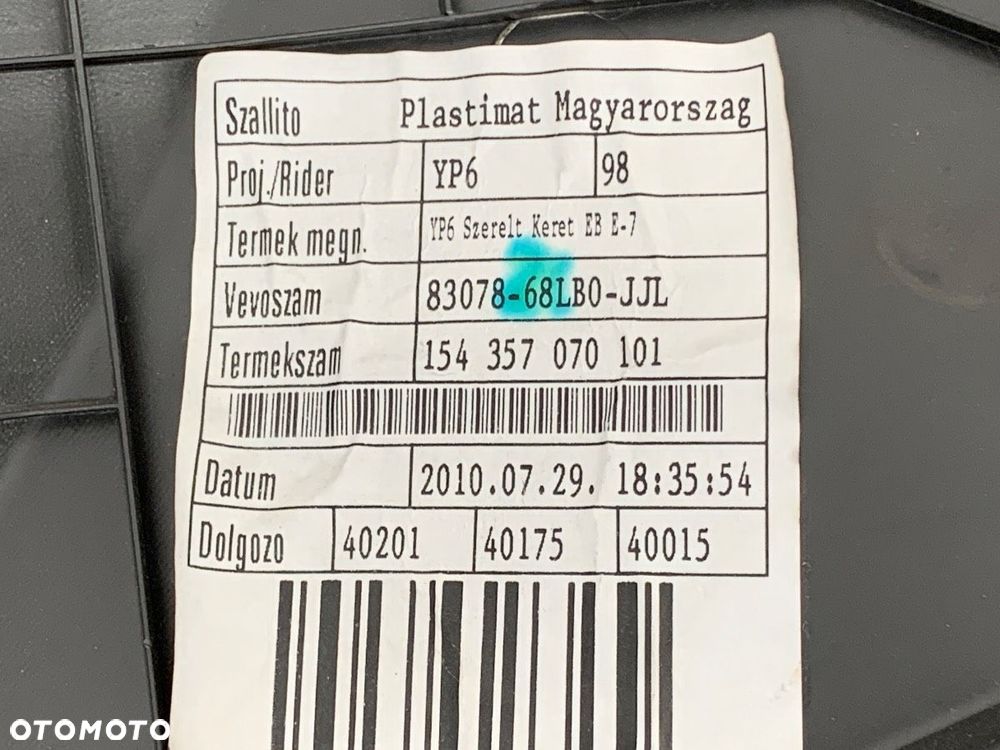 Szallito Plastimat Magyarorszag
Proj./Rider YP6 98
Termek megn. YP6 Szerelt Keret EB E-7
Vevoszam 83078-68LB0-JJL
Termekszam 154 357 070 101
Datum 2010.07.29. 18:35:54
Dolgozo 40201 40175 40015
OTOMOTO